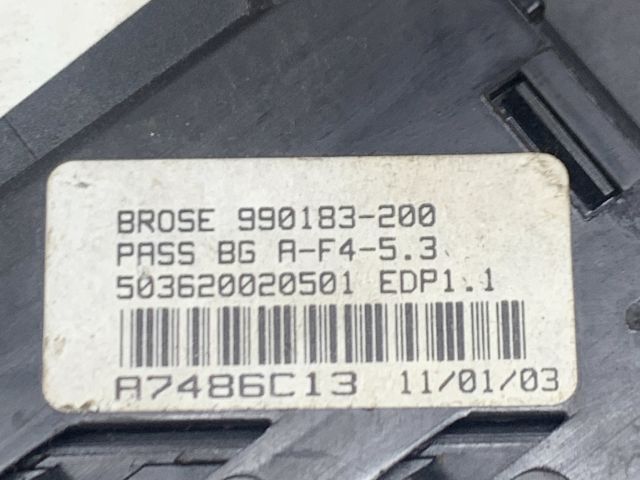 BROSE 990183-200
PASS BG A-F4-5.3
503620020501 EDP1.1
A7486C13 11/01/03